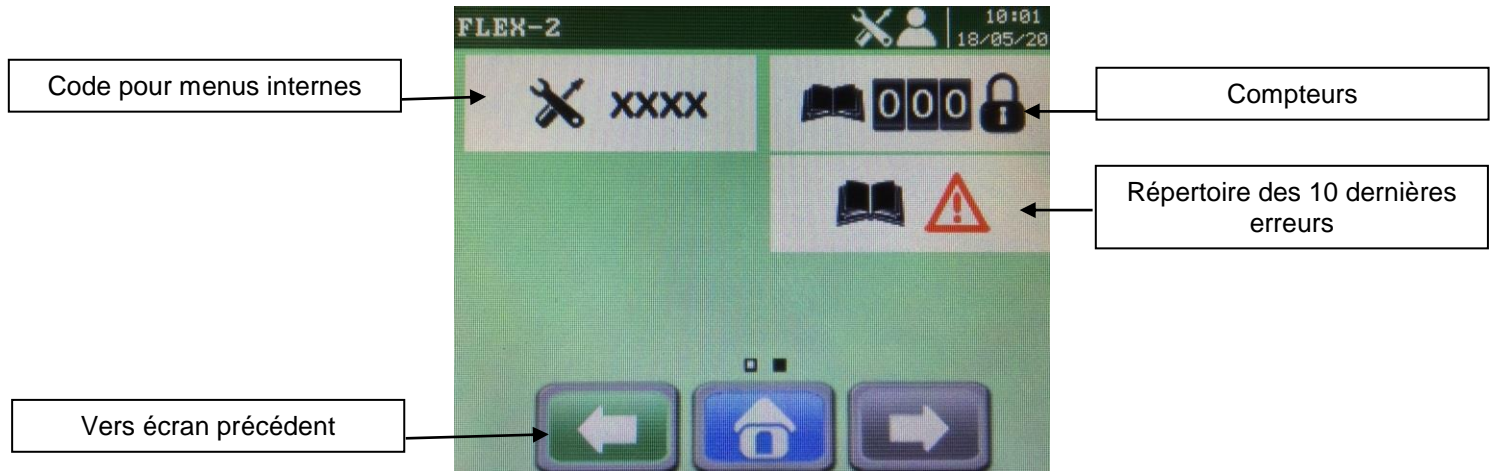 FLEX-2
10:01
18/05/20
Code pour menus internes
XXXX
000
Compteurs
Répertoire des 10 dernières
erreurs
Vers écran précédent